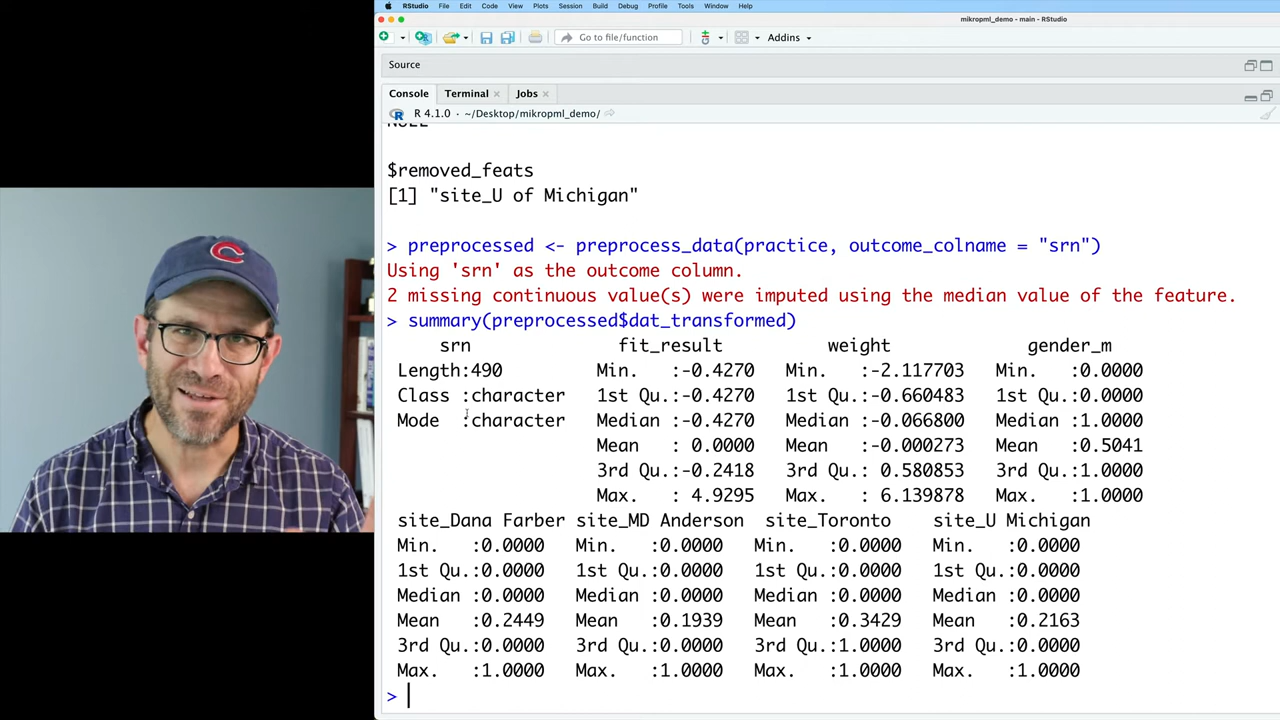 RStudio File Edit Code View Plots Session Build Debug Profile Tools Window Help
mikropml_demo - main - RStudio
Go to file/function Addins
Source
Console Terminal Jobs
R 4.1.0 · ~/Desktop/mikropml_demo/
NULL
$removed_feats
[1] "site_U of Michigan"
> preprocessed <- preprocess_data(practice, outcome_colname = "srn")
Using 'srn' as the outcome column.
2 missing continuous value(s) were imputed using the median value of the feature.
> summary(preprocessed$dat_transformed)
srn fit_result weight gender_m
Length:490 Min. :-0.4270 Min. :-2.117703 Min. :0.0000
Class :character 1st Qu.:-0.4270 1st Qu.:-0.660483 1st Qu.:0.0000
Mode :character Median :-0.4270 Median :-0.066800 Median :1.0000
Mean : 0.0000 Mean :-0.000273 Mean :0.5041
3rd Qu.:-0.2418 3rd Qu.: 0.580853 3rd Qu.:1.0000
Max. : 4.9295 Max. : 6.139878 Max. :1.0000
site_Dana Farber site_MD Anderson site_Toronto site_U Michigan
Min. :0.0000 Min. :0.0000 Min. :0.0000 Min. :0.0000
1st Qu.:0.0000 1st Qu.:0.0000 1st Qu.:0.0000 1st Qu.:0.0000
Median :0.0000 Median :0.0000 Median :0.0000 Median :0.0000
Mean :0.2449 Mean :0.1939 Mean :0.3429 Mean :0.2163
3rd Qu.:0.0000 3rd Qu.:0.0000 3rd Qu.:1.0000 3rd Qu.:0.0000
Max. :1.0000 Max. :1.0000 Max. :1.0000 Max. :1.0000
>